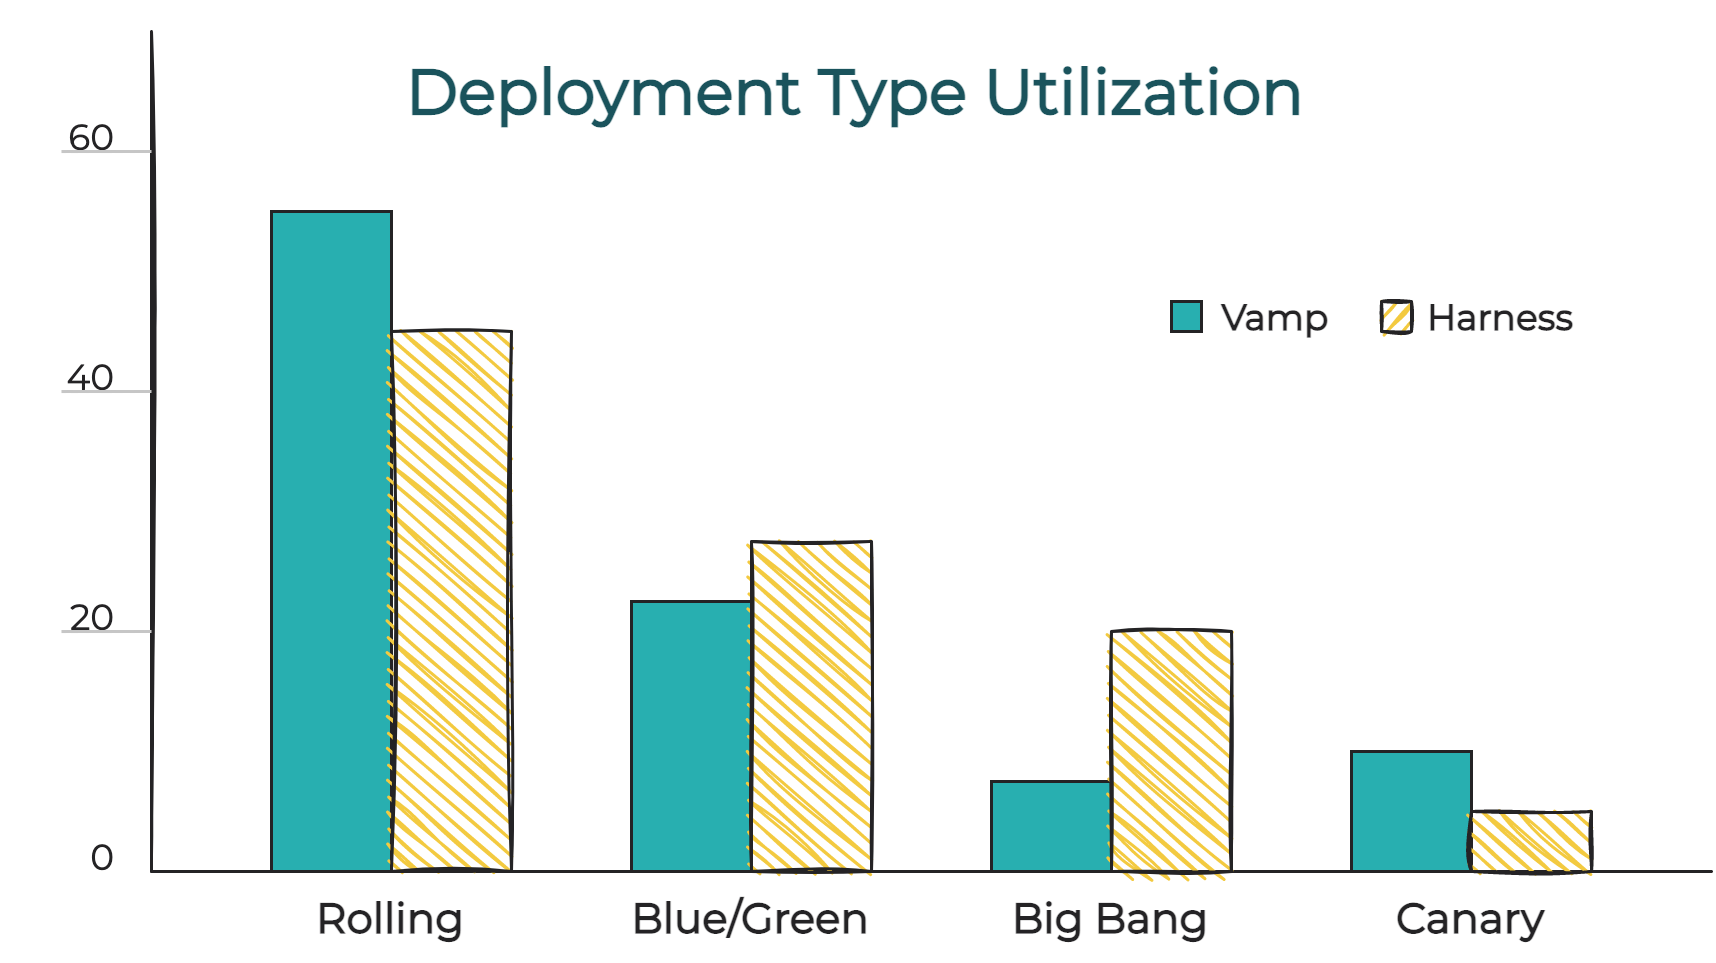 Deployment Type Utilization
60
40
20
0
Vamp
Harness
Rolling
Blue/Green
Big Bang
Canary